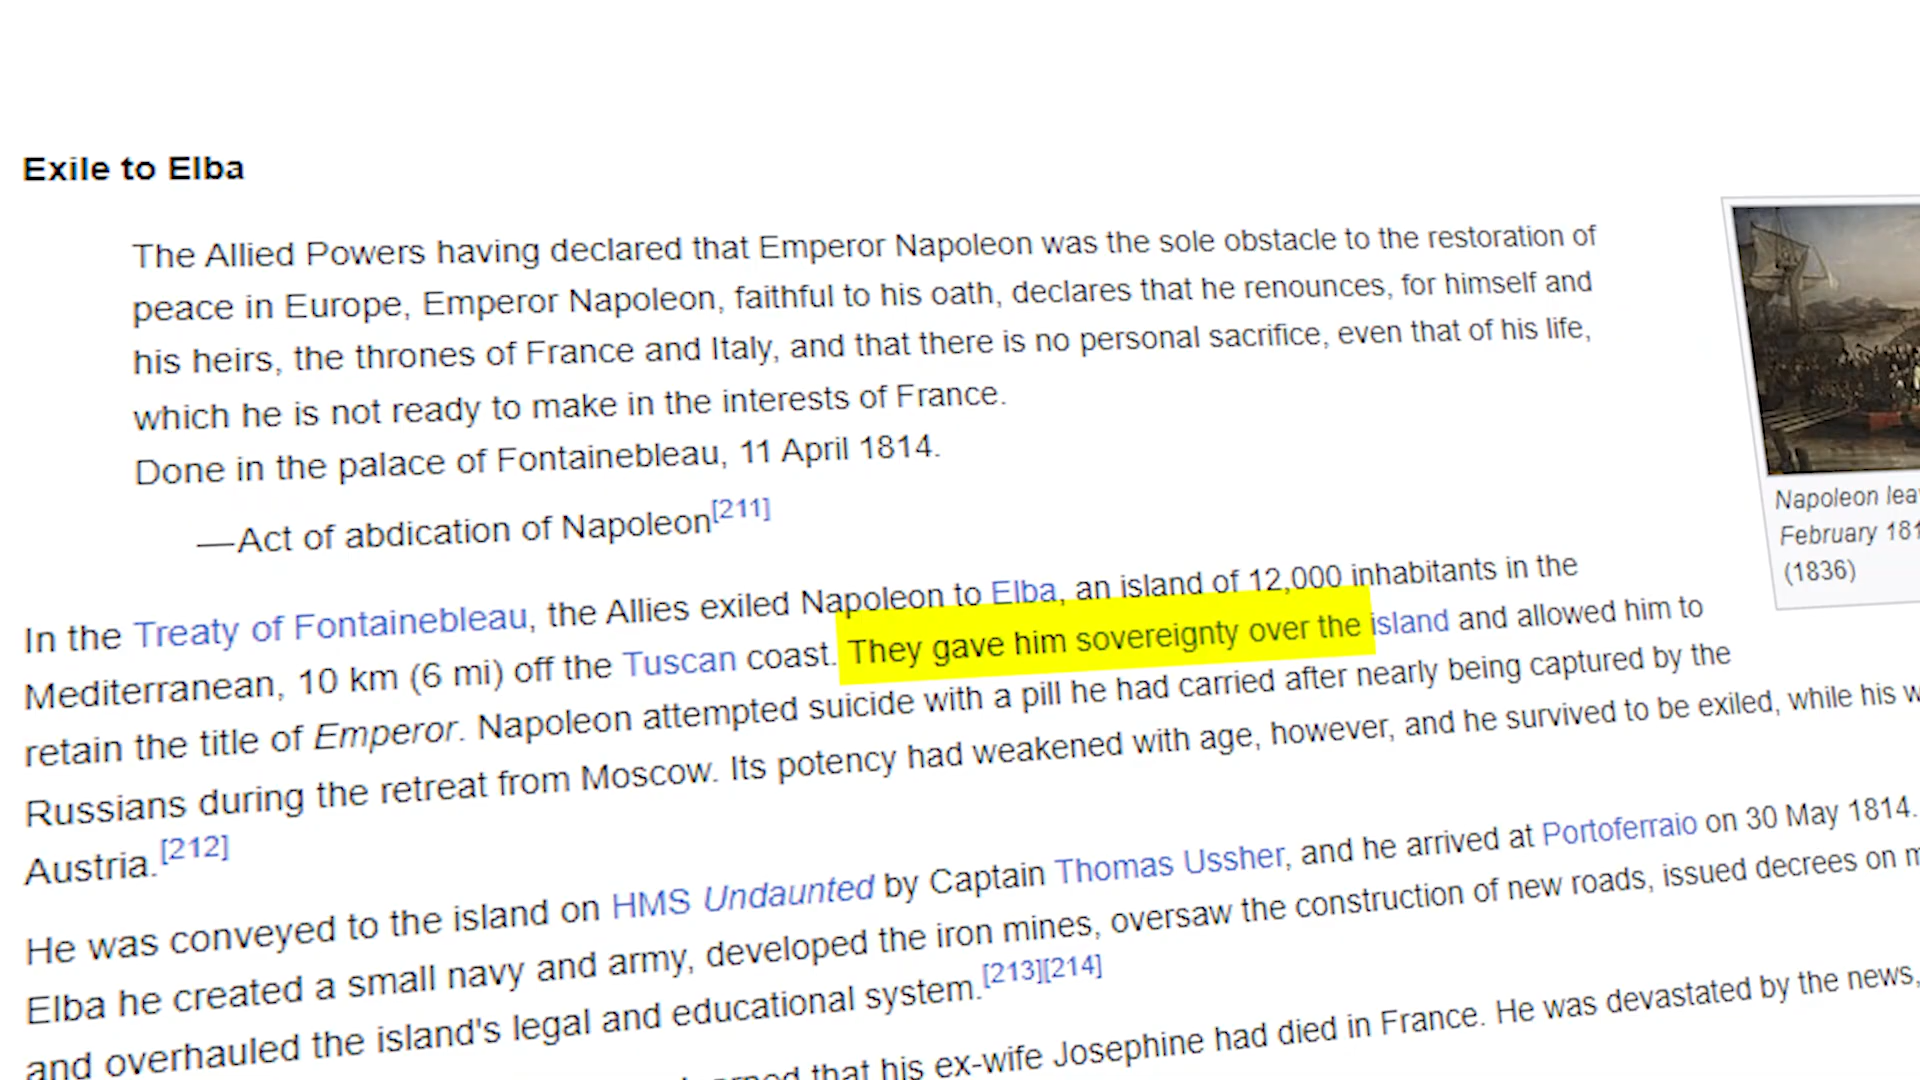 Exile to Elba
The Allied Powers having declared that Emperor Napoleon was the sole obstacle to the restoration of
peace in Europe, Emperor Napoleon, faithful to his oath, declares that he renounces, for himself and
his heirs, the thrones of France and Italy, and that there is no personal sacrifice, even that of his life,
which he is not ready to make in the interests of France.
Done in the palace of Fontainebleau, 11 April 1814.
—Act of abdication of Napoleon[211]
Napoleon
February
(1836)
In the Treaty of Fontainebleau, the Allies exiled Napoleon to Elba, an island of 12,000 inhabitants in the
Mediterranean, 10 km (6 mi) off the Tuscan coast. They gave him sovereignty over the island and allowed him to
retain the title of Emperor. Napoleon attempted suicide with a pill he had carried after nearly being captured by the
Russians during the retreat from Moscow. Its potency had weakened with age, however, and he survived to be exiled, while his
Austria.[212]
He was conveyed to the island on HMS Undaunted by Captain Thomas Ussher, and he arrived at Portoferraio on 30 May 1814.
Elba he created a small navy and army, developed the iron mines, oversaw the construction of new roads, issued decrees on
and overhauled the island's legal and educational system.[213][214]
that his ex-wife Josephine had died in France. He was devastated by the news,